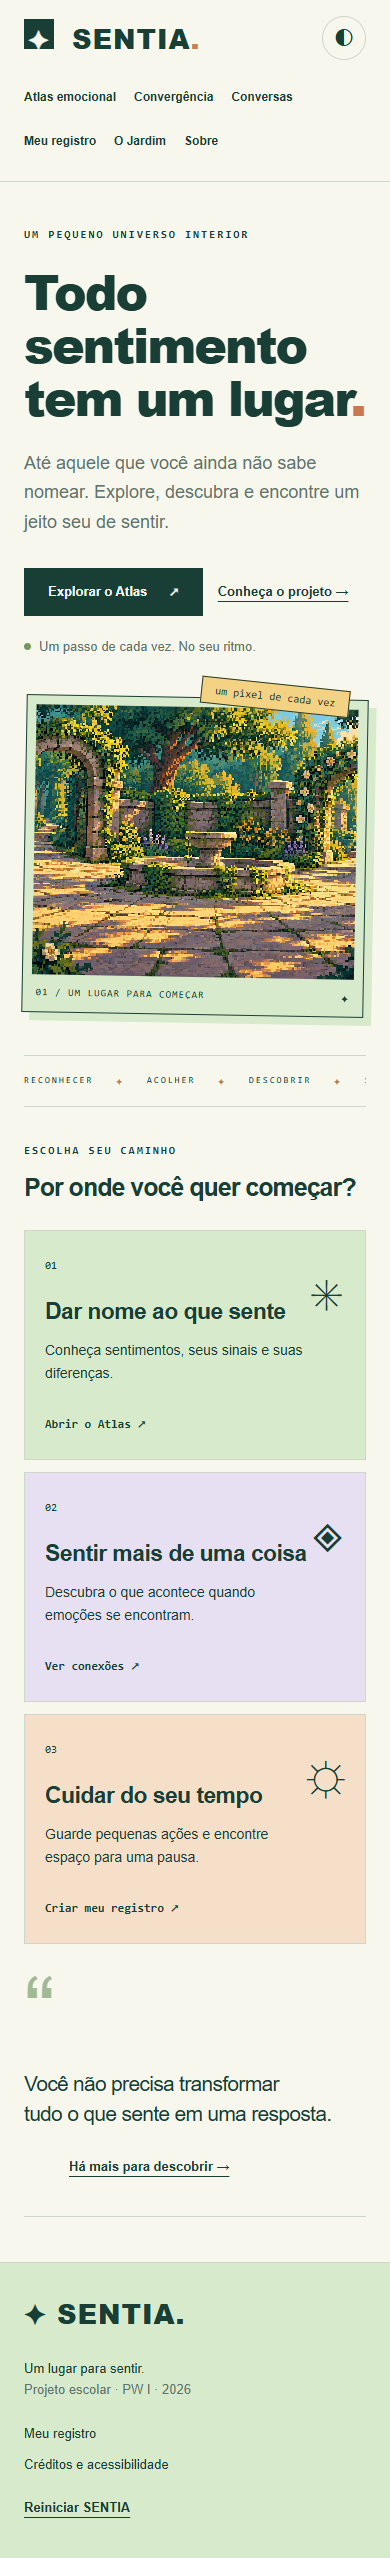 SENTIA.
Atlas emocional Convergência Conversas
Meu registro O Jardim Sobre
UM PEQUENO UNIVERSO INTERIOR
Todo
sentimento
tem um lugar.
Até aquele que você ainda não sabe
nomear. Explore, descubra e encontre um
jeito seu de sentir.
Explorar o Atlas ↗ Conheça o projeto →
Um passo de cada vez. No seu ritmo.
um pixel de cada vez
01 / UM LUGAR PARA COMEÇAR ✦
RECONHECER ✦ ACOLHER ✦ DESCOBRIR ✦
ESCOLHA SEU CAMINHO
Por onde você quer começar?
01
Dar nome ao que sente
Conheça sentimentos, seus sinais e suas
diferenças.
Abrir o Atlas ↗
02
Sentir mais de uma coisa
Descubra o que acontece quando
emoções se encontram.
Ver conexões ↗
03
Cuidar do seu tempo
Guarde pequenas ações e encontre
espaço para uma pausa.
Criar meu registro ↗
“
Você não precisa transformar
tudo o que sente em uma resposta.
Há mais para descobrir →
✦ SENTIA.
Um lugar para sentir.
Projeto escolar · PW I · 2026
Meu registro
Créditos e acessibilidade
Reiniciar SENTIA